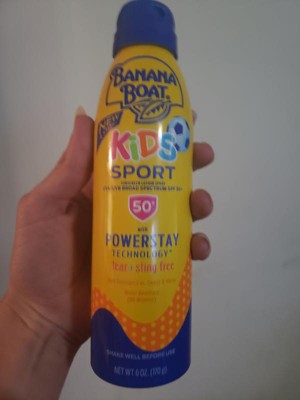 BANANA
BOAT
NEW
KiDS
SPORT
50+
with
POWERSTAY
TECHNOLOGY
tear + sting free
SHAKE WELL BEFORE USE
NET WT 6 OZ. (170g)